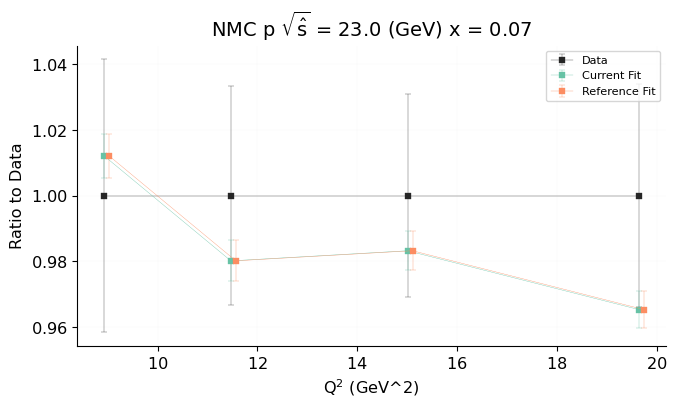 NMC p √ŝ = 23.0 (GeV) x = 0.07
Data
Current Fit
Reference Fit
Ratio to Data
1.04
1.02
1.00
0.98
0.96
8 10 12 14 16 18 20
Q² (GeV^2)